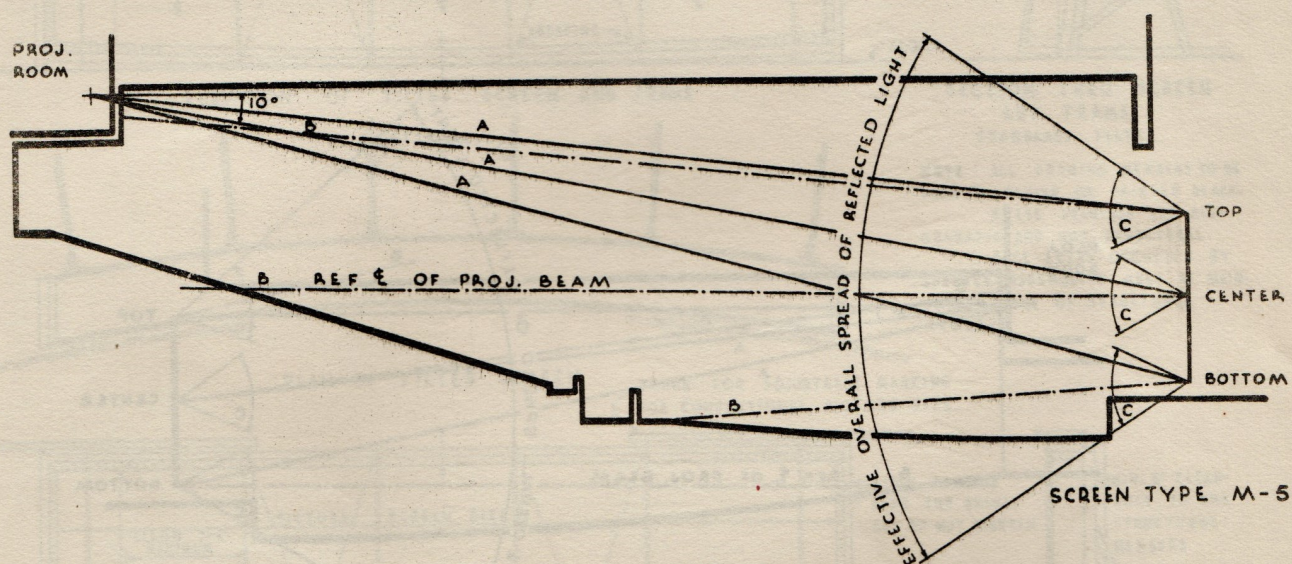 PROJ.
ROOM
10°
B
A
A
A
B REF ℄ OF PROJ. BEAM
B
EFFECTIVE OVERALL SPREAD OF REFLECTED LIGHT
C
TOP
C
CENTER
C
BOTTOM
SCREEN TYPE M-5